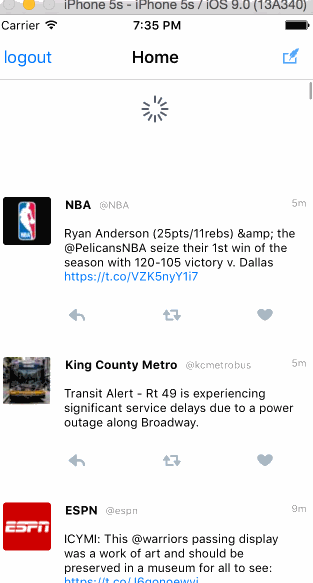 iPhone 5s - iPhone 5s / iOS 9.0 (13A340)
Carrier 7:35 PM
logout Home
NBA @NBA 5m
Ryan Anderson (25pts/11rebs) &amp; the
@PelicansNBA seize their 1st win of the
season with 120-105 victory v. Dallas
https://t.co/VZK5nyY1i7
King County Metro @kcmetrobus 5m
Transit Alert - Rt 49 is experiencing
significant service delays due to a power
outage along Broadway.
ESPN @espn 9m
ICYMI: This @warriors passing display
was a work of art and should be
preserved in a museum for all to see: